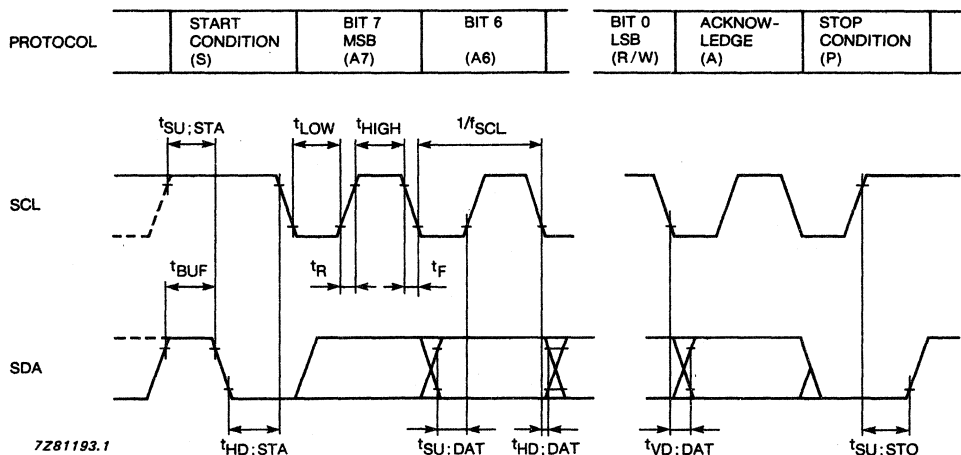 PROTOCOL
START CONDITION (S)
BIT 7 MSB (A7)
BIT 6 (A6)
BIT 0 LSB (R/W)
ACKNOW- LEDGE (A)
STOP CONDITION (P)
tSU;STA
tLOW
tHIGH
1/fSCL
SCL
tBUF
tR
tF
SDA
7Z81193.1
tHD;STA
tSU;DAT
tHD;DAT
tVD;DAT
tSU;STO